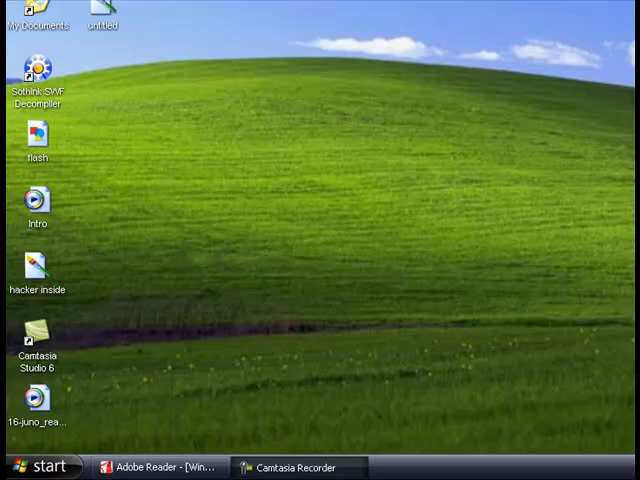 My Documents
untitled
Sothink SWF
Decompiler
flash
Intro
hacker inside
Camtasia
Studio 6
16-juno_rea...
start
Adobe Reader - [Win...
Camtasia Recorder